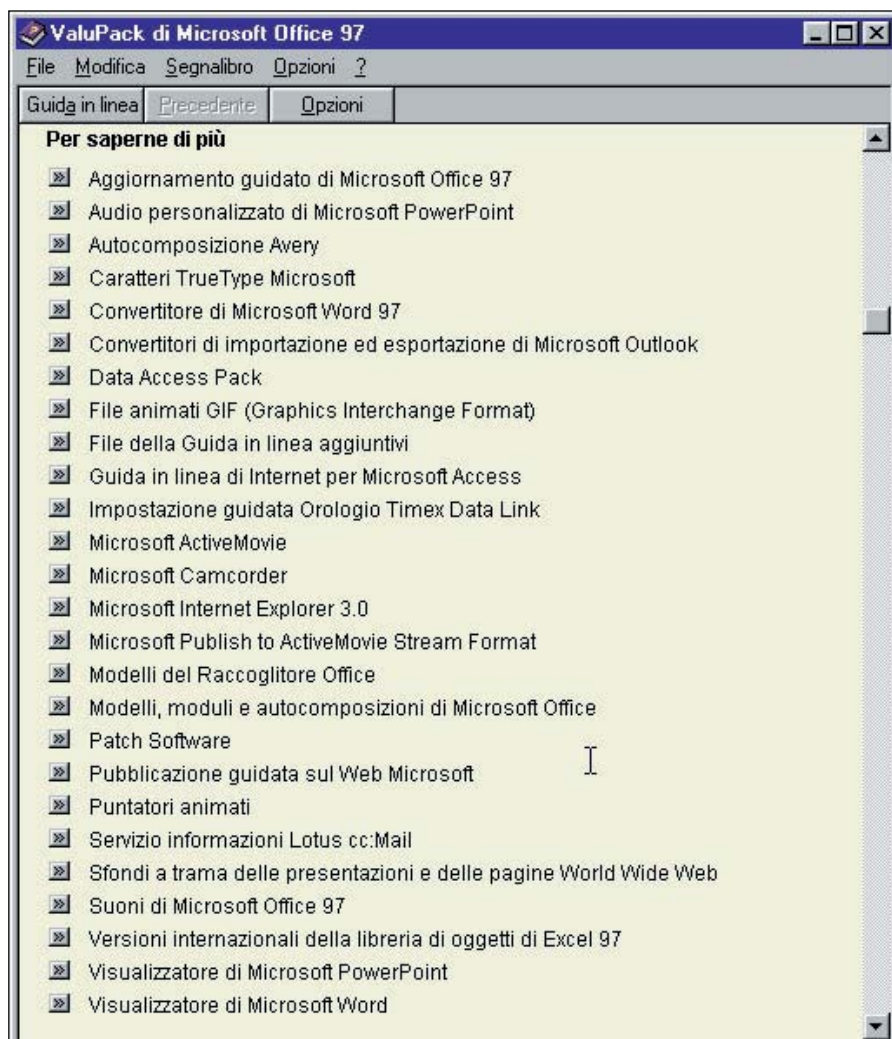 ValuPack di Microsoft Office 97
File Modifica Segnalibro Opzioni ?
Guida in linea Precedente Opzioni
Per saperne di più
Aggiornamento guidato di Microsoft Office 97
Audio personalizzato di Microsoft PowerPoint
Autocomposizione Avery
Caratteri TrueType Microsoft
Convertitore di Microsoft Word 97
Convertitori di importazione ed esportazione di Microsoft Outlook
Data Access Pack
File animati GIF (Graphics Interchange Format)
File della Guida in linea aggiuntivi
Guida in linea di Internet per Microsoft Access
Impostazione guidata Orologio Timex Data Link
Microsoft ActiveMovie
Microsoft Camcorder
Microsoft Internet Explorer 3.0
Microsoft Publish to ActiveMovie Stream Format
Modelli del Raccoglitore Office
Modelli, moduli e autocomposizioni di Microsoft Office
Patch Software
Pubblicazione guidata sul Web Microsoft
Puntatori animati
Servizio informazioni Lotus cc:Mail
Sfondi a trama delle presentazioni e delle pagine World Wide Web
Suoni di Microsoft Office 97
Versioni internazionali della libreria di oggetti di Excel 97
Visualizzatore di Microsoft PowerPoint
Visualizzatore di Microsoft Word